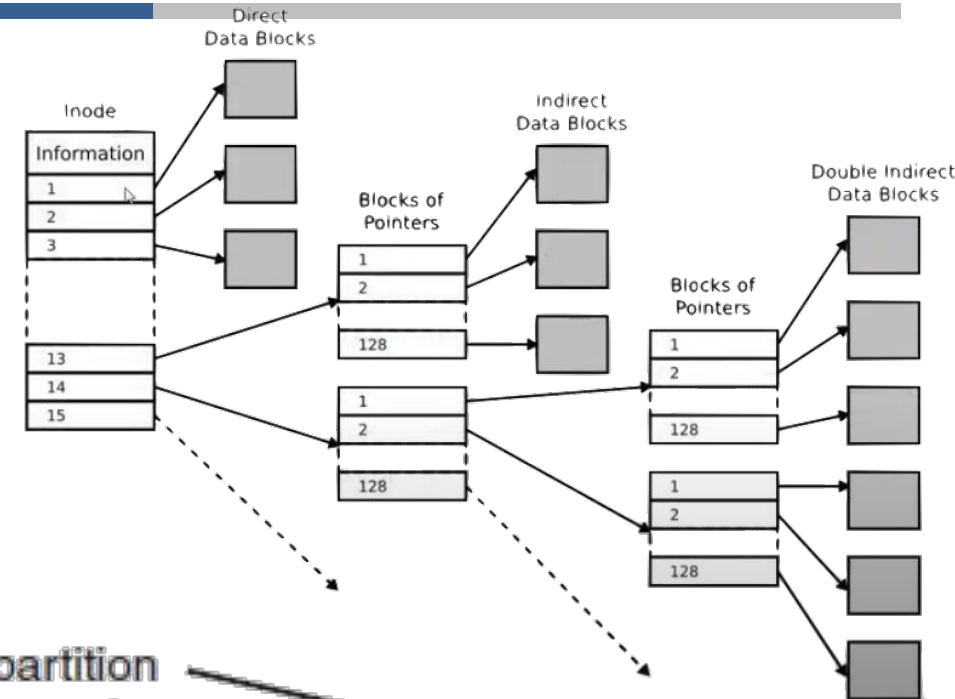 Direct
Data Blocks
Inode
Information
1
2
3
13
14
15
Blocks of
Pointers
1
2
128
1
2
128
Indirect
Data Blocks
Blocks of
Pointers
1
2
128
1
2
128
Double Indirect
Data Blocks
partition